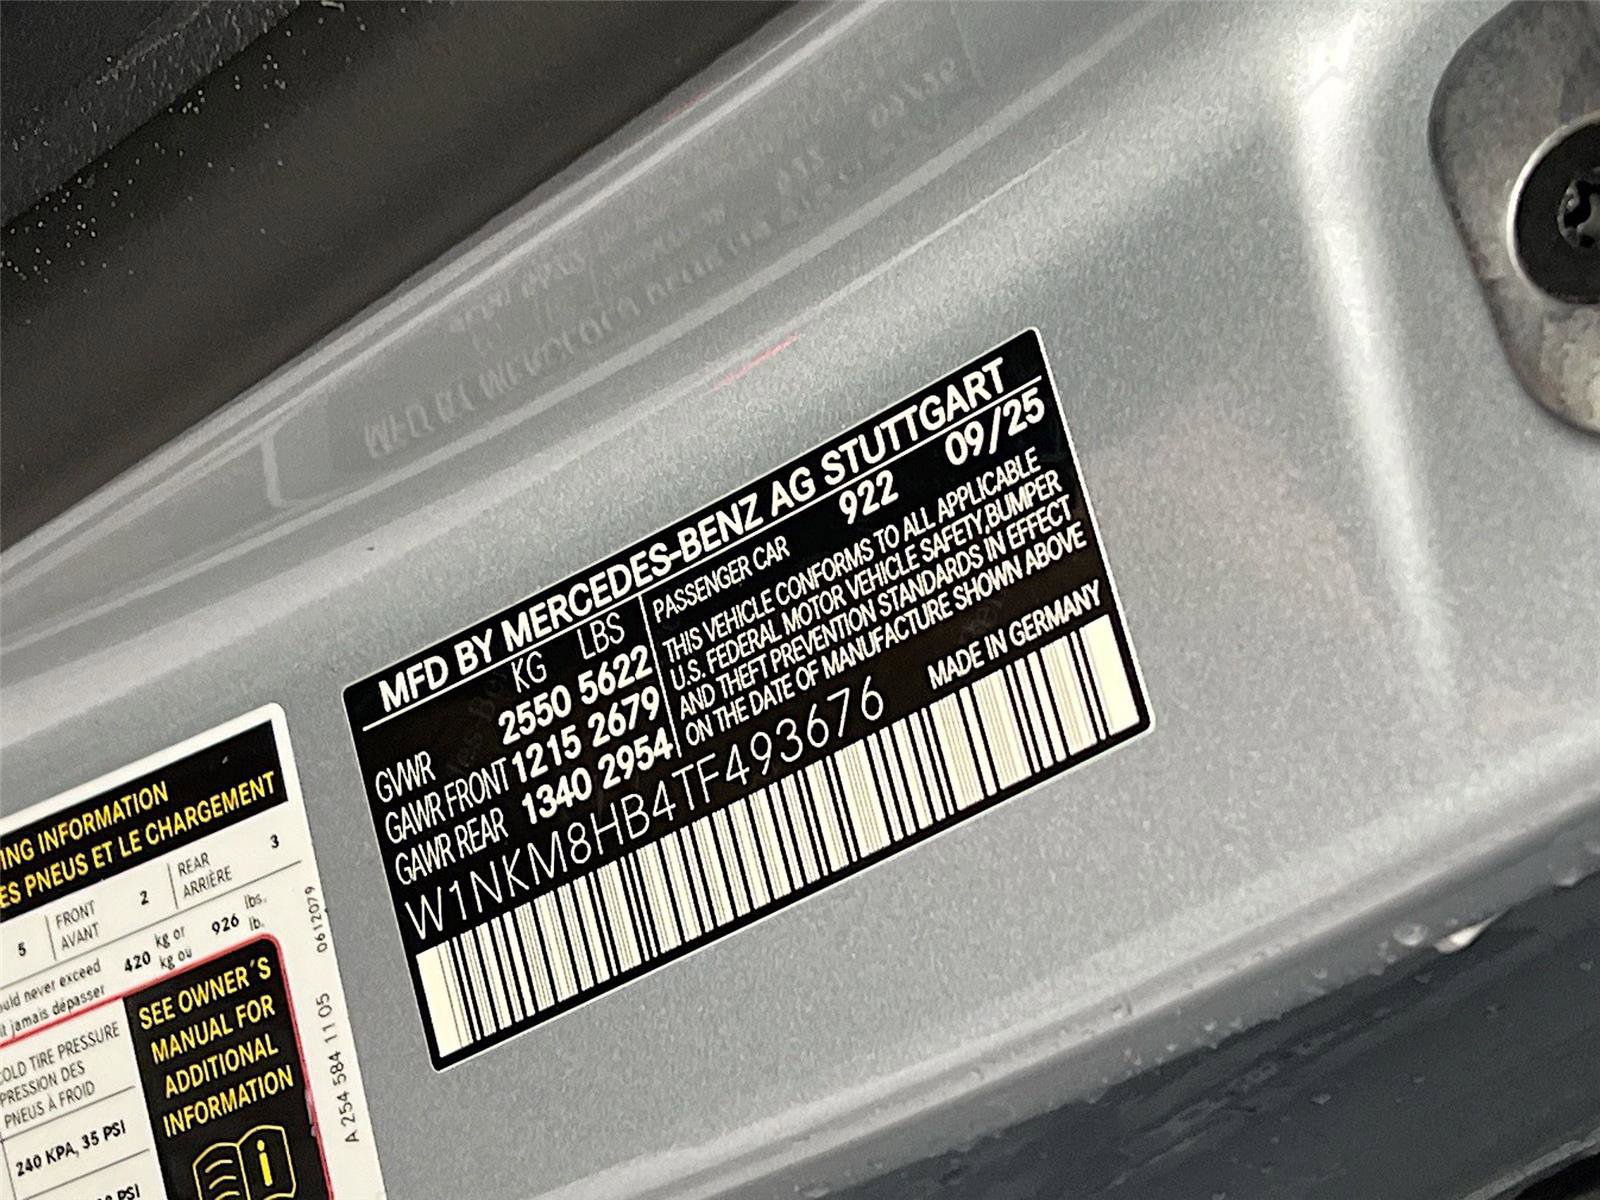 MFD BY MERCEDES-BENZ AG STUTTGART
KG LBS
PASSENGER CAR 922 09/25
GVWR 2550 5622
GAWR FRONT 1215 2679
GAWR REAR 1340 2954
THIS VEHICLE CONFORMS TO ALL APPLICABLE
U.S. FEDERAL MOTOR VEHICLE SAFETY,BUMPER
AND THEFT PREVENTION STANDARDS IN EFFECT
ON THE DATE OF MANUFACTURE SHOWN ABOVE
W1NKM8HB4TF493676
MADE IN GERMANY
INFORMATION
PNEUS ET LE CHARGEMENT
5 FRONT AVANT 2 REAR ARRIÈRE 3
never exceed
jamais dépasser
420 kg or kg ou 926 lbs. lb.
TIRE PRESSURE
DES
PNEUS À FROID
240 KPA, 35 PSI
PSI
SEE OWNER´S
MANUAL FOR
ADDITIONAL
INFORMATION
i
0612079
A 254 584 11 05